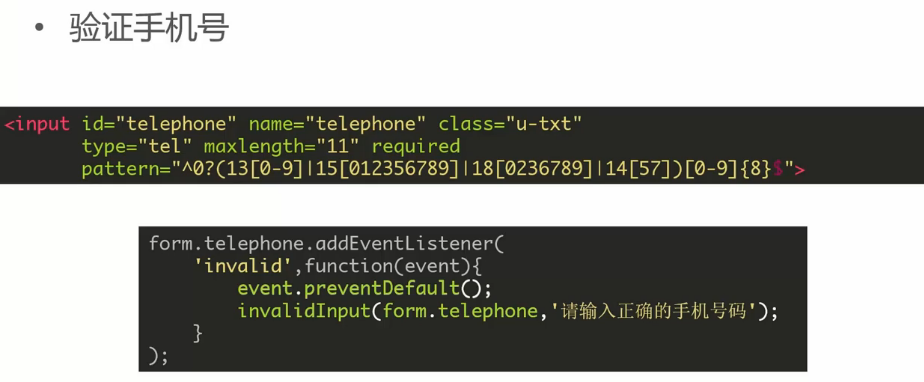 • 验证手机号
<input id="telephone" name="telephone" class="u-txt"
type="tel" maxlength="11" required
pattern="^0?(13[0-9]|15[012356789]|18[0236789]|14[57])[0-9]{8}$">
form.telephone.addEventListener(
'invalid',function(event){
event.preventDefault();
invalidInput(form.telephone,'请输入正确的手机号码');
}
);